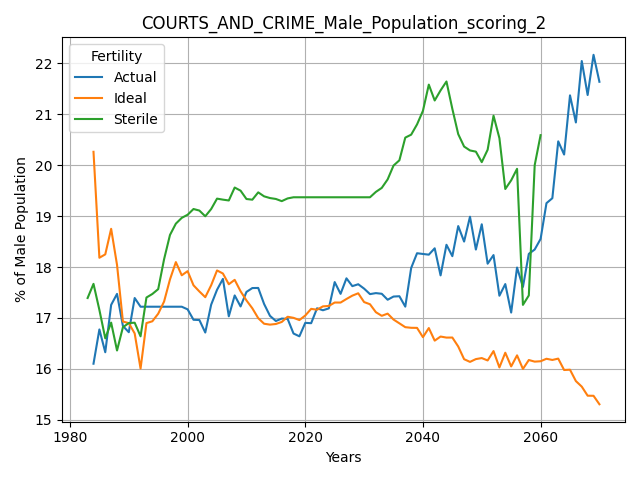 COURTS_AND_CRIME_Male_Population_scoring_2
Fertility
Actual
Ideal
Sterile
% of Male Population
22
21
20
19
18
17
16
15
1980
2000
2020
2040
2060
Years